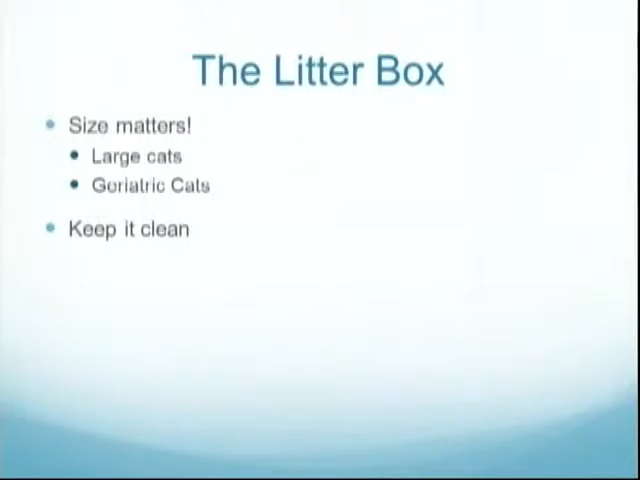 The Litter Box
Size matters!
Large cats
Geriatric Cats
Keep it clean